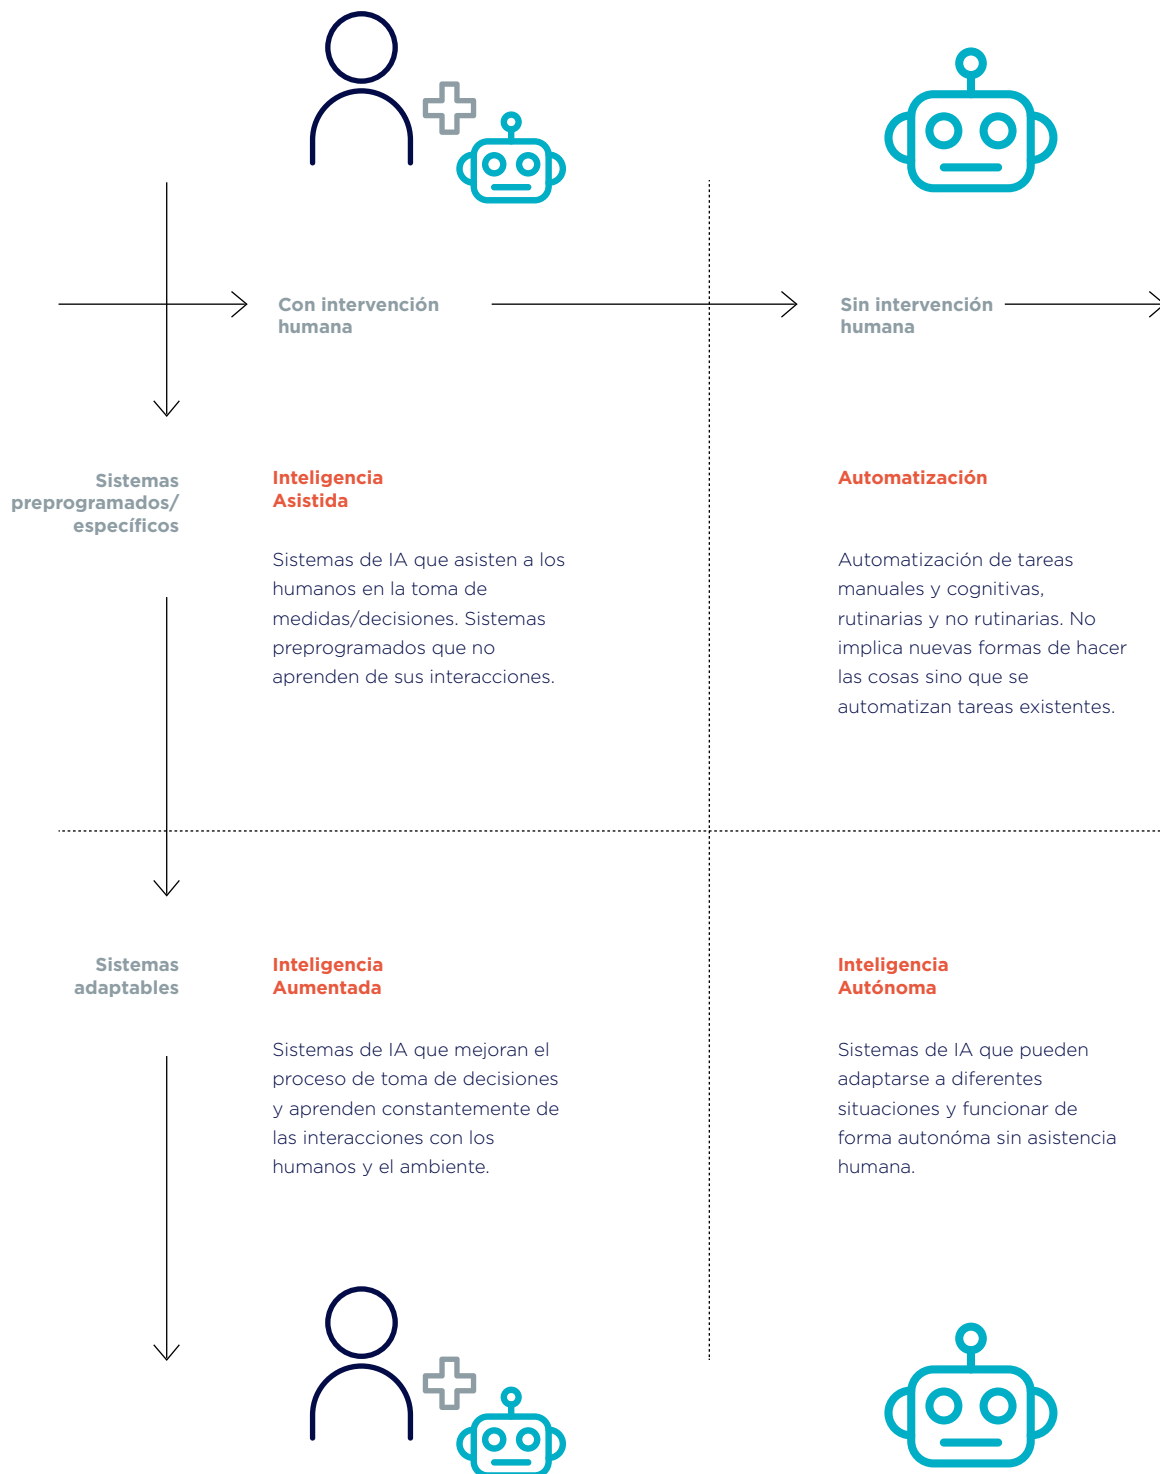 Con intervención
humana
Sin intervención
humana
Sistemas
preprogramados/
específicos
Inteligencia
Asistida
Sistemas de IA que asisten a los
humanos en la toma de
medidas/decisiones. Sistemas
preprogramados que no
aprenden de sus interacciones.
Automatización
Automatización de tareas
manuales y cognitivas,
rutinarias y no rutinarias. No
implica nuevas formas de hacer
las cosas sino que se
automatizan tareas existentes.
Sistemas
adaptables
Inteligencia
Aumentada
Sistemas de IA que mejoran el
proceso de toma de decisiones
y aprenden constantemente de
las interacciones con los
humanos y el ambiente.
Inteligencia
Autónoma
Sistemas de IA que pueden
adaptarse a diferentes
situaciones y funcionar de
forma autonóma sin asistencia
humana.